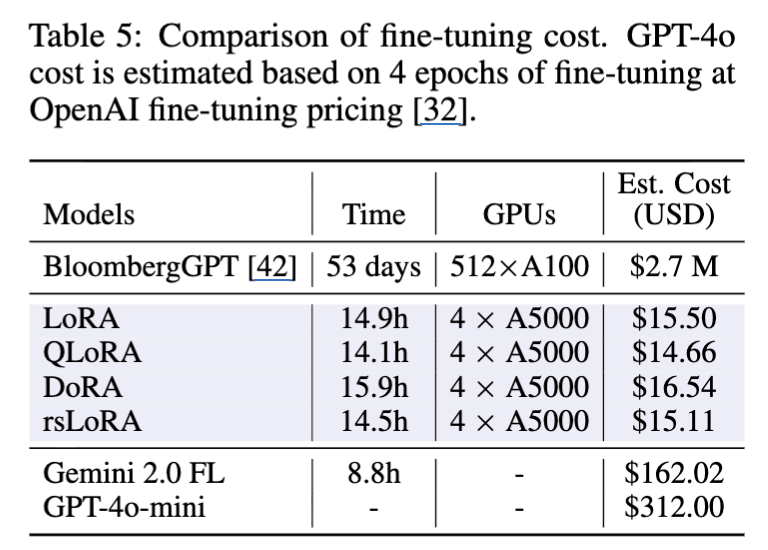 Table 5: Comparison of fine-tuning cost. GPT-4o
cost is estimated based on 4 epochs of fine-tuning at
OpenAI fine-tuning pricing [32].
Models Time GPUs Est. Cost (USD)
BloombergGPT [42] 53 days 512×A100 $2.7 M
LoRA 14.9h 4 × A5000 $15.50
QLoRA 14.1h 4 × A5000 $14.66
DoRA 15.9h 4 × A5000 $16.54
rsLoRA 14.5h 4 × A5000 $15.11
Gemini 2.0 FL 8.8h - $162.02
GPT-4o-mini - - $312.00